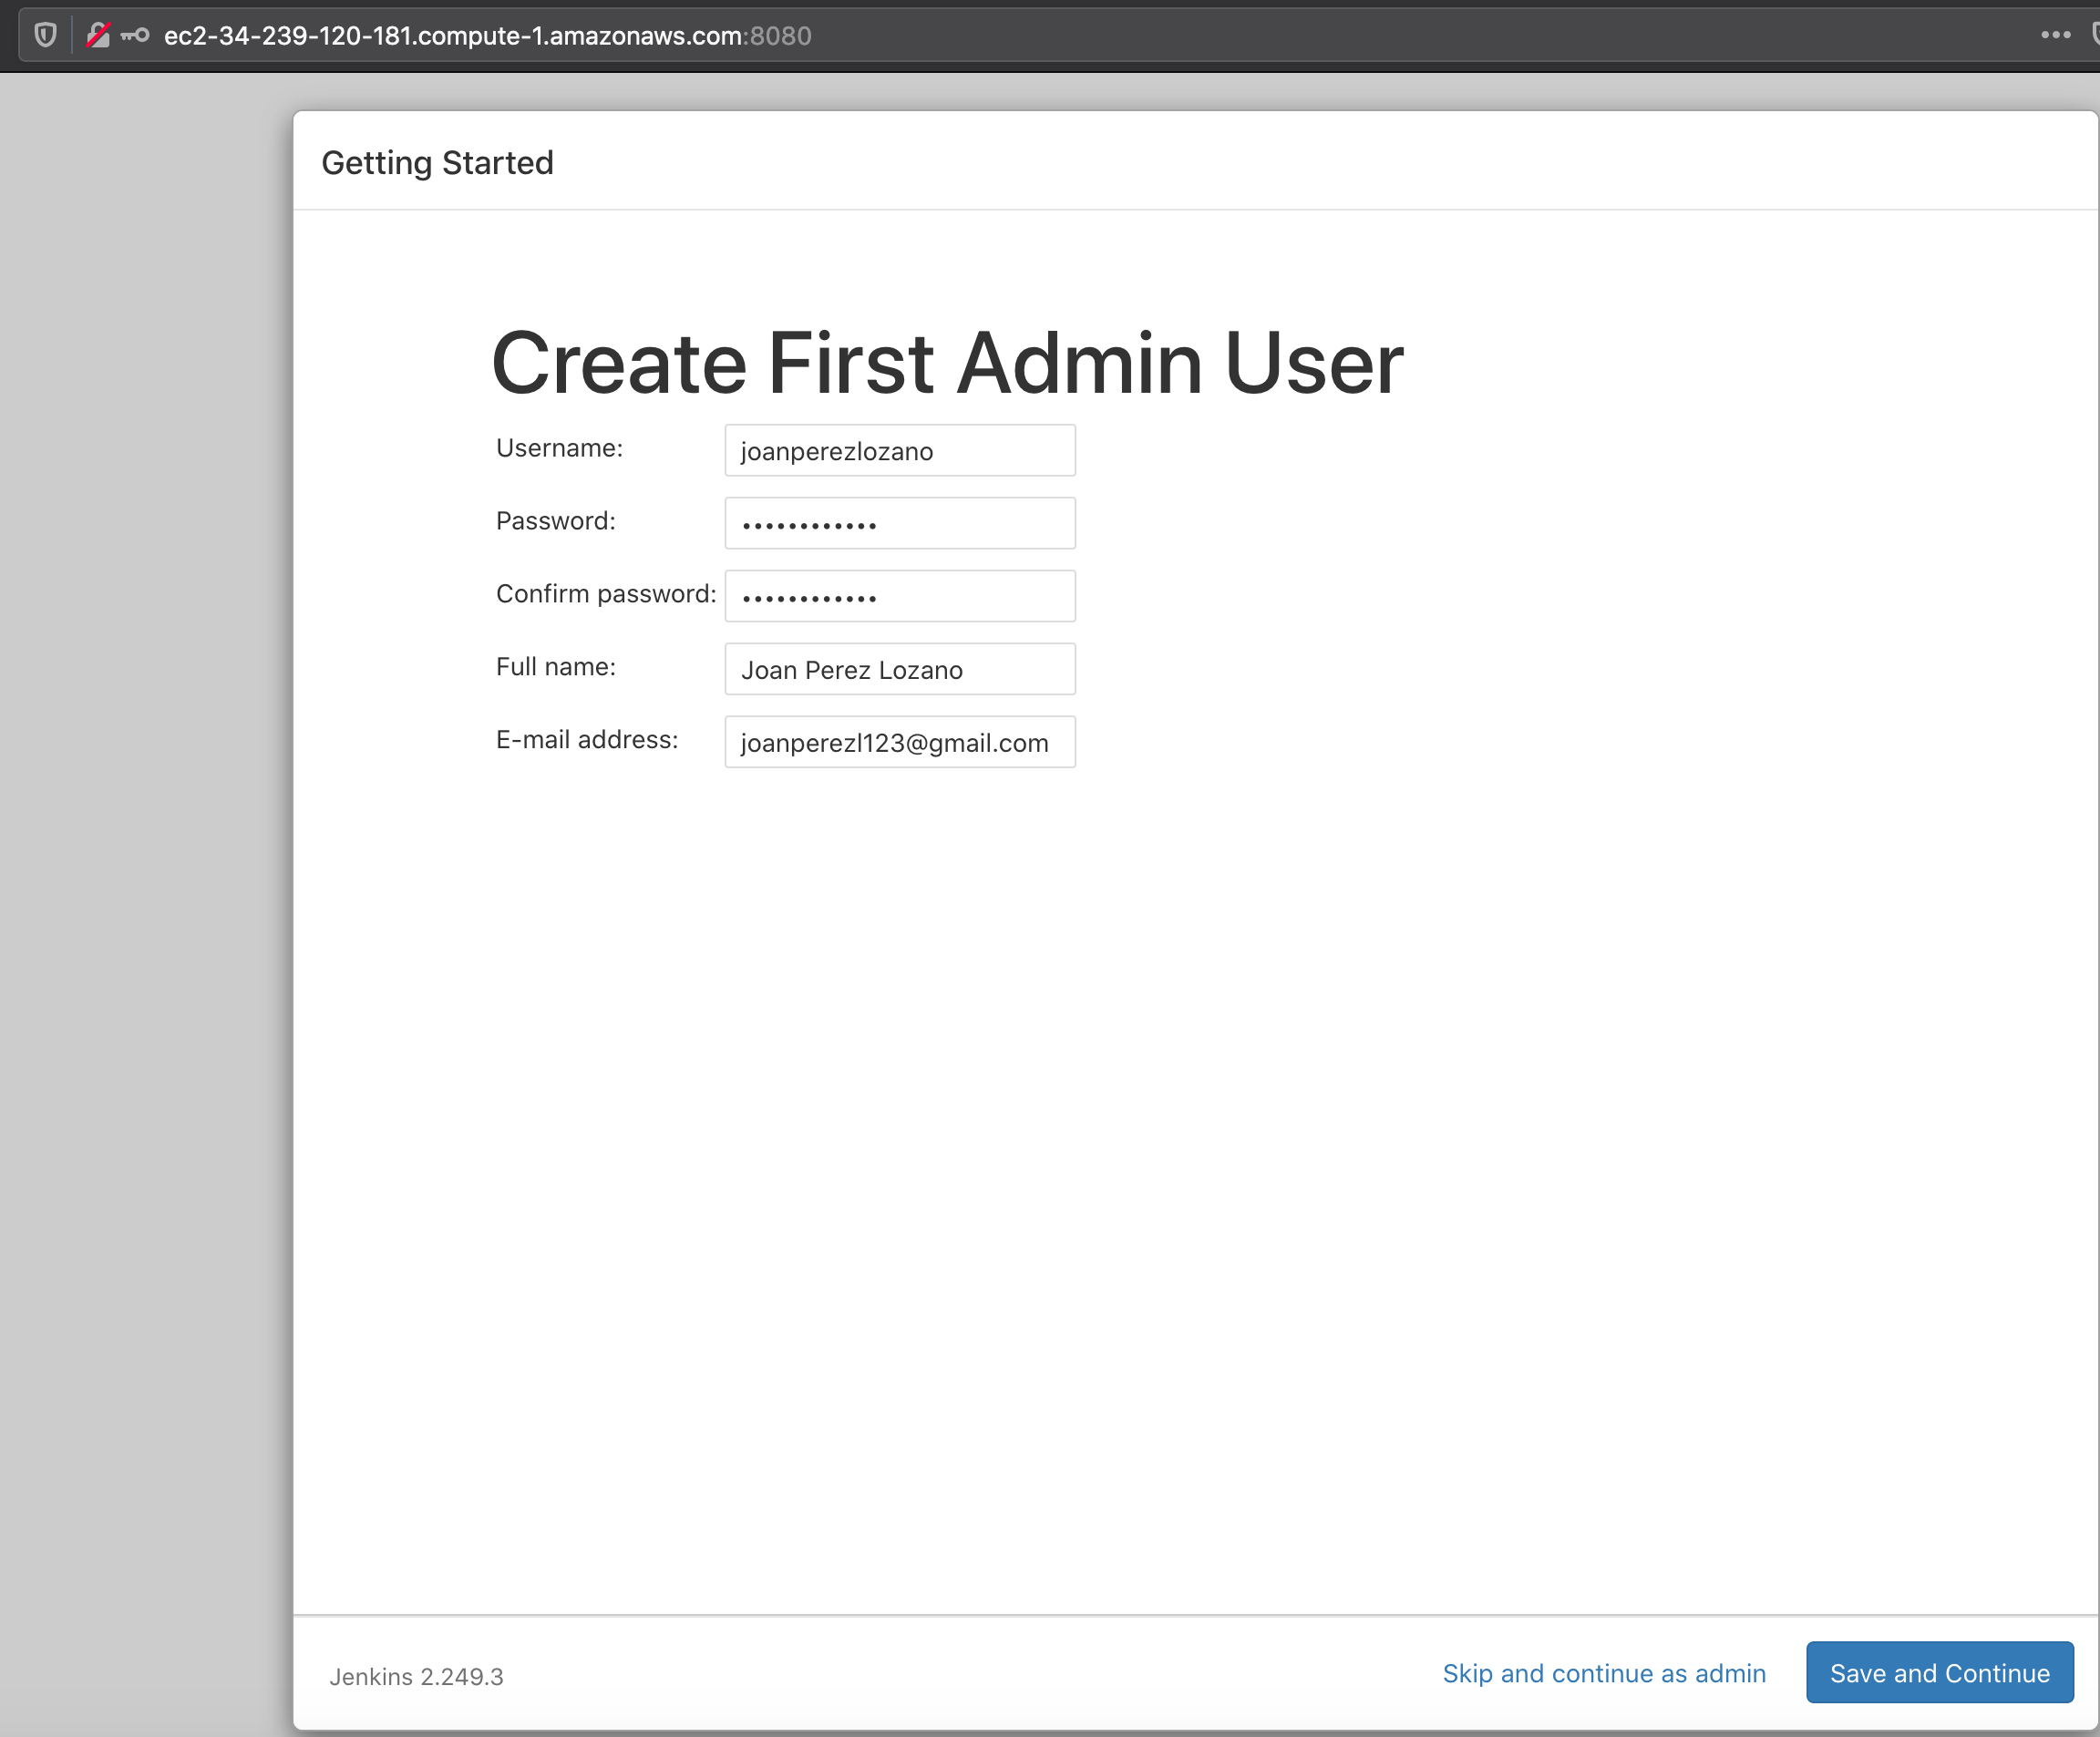 ec2-34-239-120-181.compute-1.amazonaws.com:8080
Getting Started
Create First Admin User
Username: joanperezlozano
Password: ••••••••••••
Confirm password: ••••••••••••
Full name: Joan Perez Lozano
E-mail address: joanperezl123@gmail.com
Jenkins 2.249.3 Skip and continue as admin Save and Continue